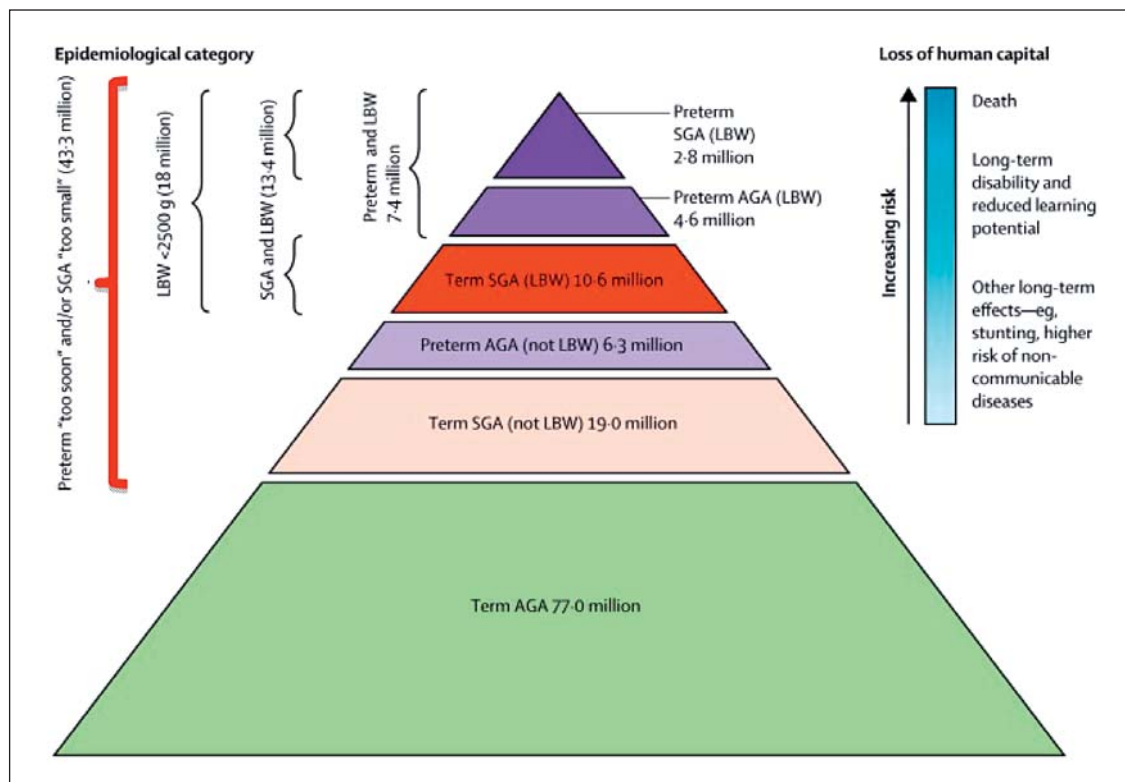 Epidemiological category
Loss of human capital
Preterm “too soon” and/or SGA “too small” (43·3 million)
LBW <2500 g (18 million)
SGA and LBW (13·4 million)
Preterm and LBW
7·4 million
Preterm
SGA (LBW)
2·8 million
Preterm AGA (LBW)
4·6 million
Term SGA (LBW) 10·6 million
Preterm AGA (not LBW) 6·3 million
Term SGA (not LBW) 19·0 million
Term AGA 77·0 million
Increasing risk
Death
Long-term
disability and
reduced learning
potential
Other long-term
effects—eg,
stunting, higher
risk of non-
communicable
diseases